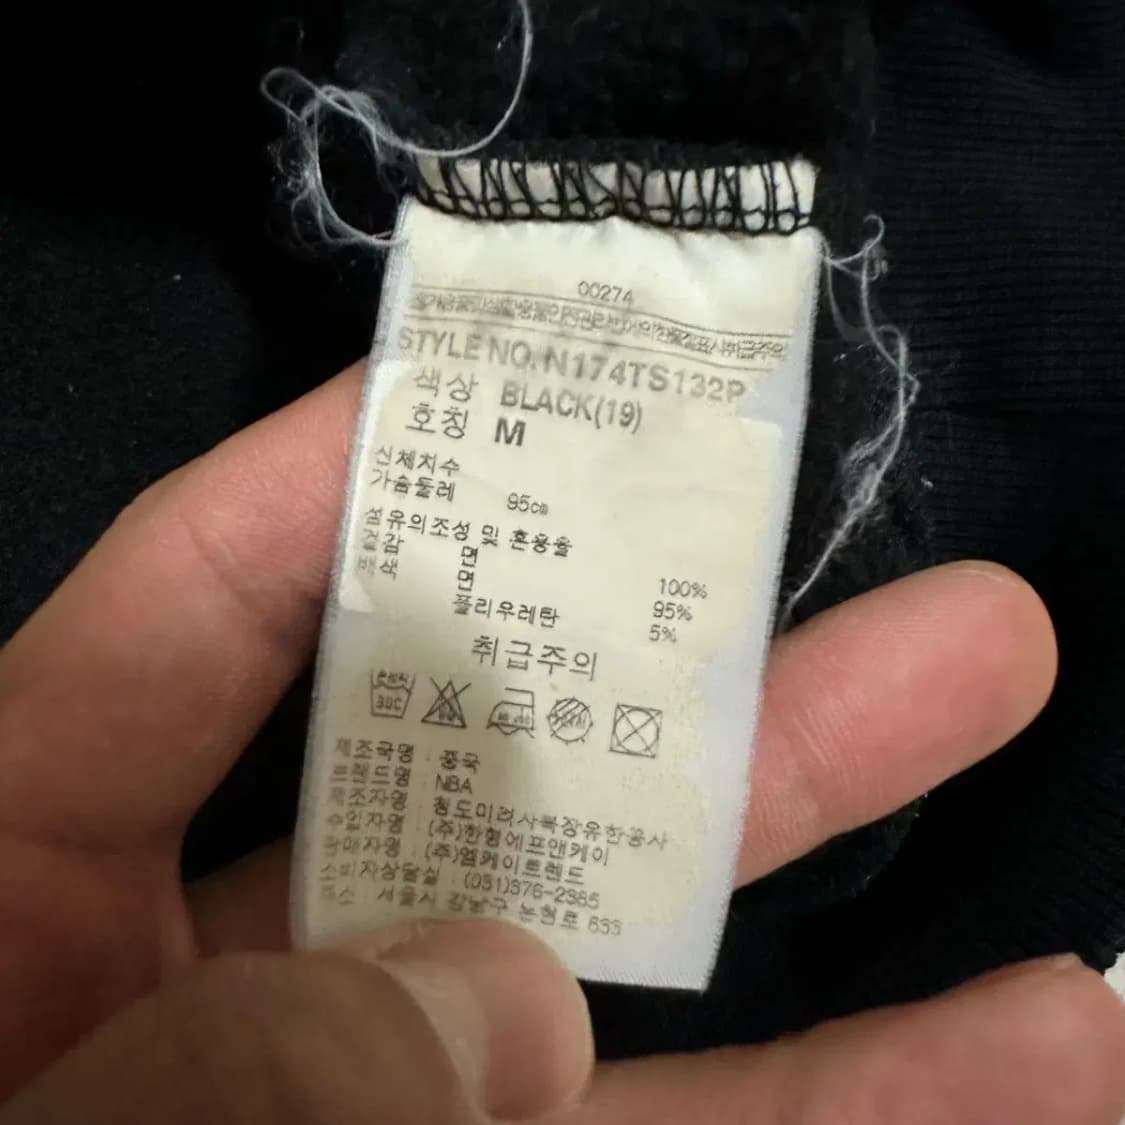 00274
STYLE NO. N174TS132P
색상 BLACK(19)
호칭 M
신체치수
가슴둘레 95cm
섬유의조성 및 혼용율
겉감 면 100%
배색 면 95%
폴리우레탄 5%
취급주의
제조국명 : 중국
브랜드명 : NBA
제조자명 : 청도미려사복장유한공사
수입자명 : (주)한형에프앤케이
판매자명 : (주)엠케이트렌드
소비자상담실 : (031)376-2385
주소 : 서울시 강남구 논현로 633